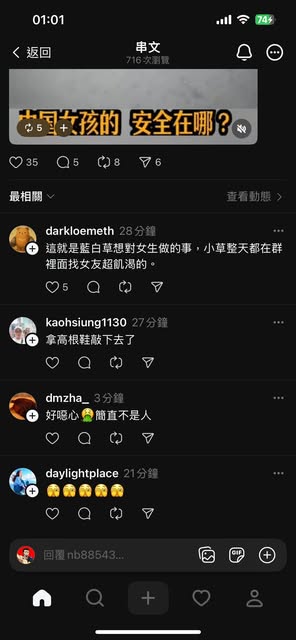 01:01
74
返回
串文
716 次瀏覽
中國女孩的 安全在哪?
5
35
5
8
6
最相關
查看動態
darkloemeth 28 分鐘
這就是藍白草想對女生做的事，小草整天都在群
裡面找女友超飢渴的。
5
kaohsiung1130 27 分鐘
拿高根鞋敲下去了
dmzha_ 3 分鐘
好噁心🤮簡直不是人
daylightplace 21 分鐘
🫣🫣🫣🫣🫣
回覆 nb88543...
GIF